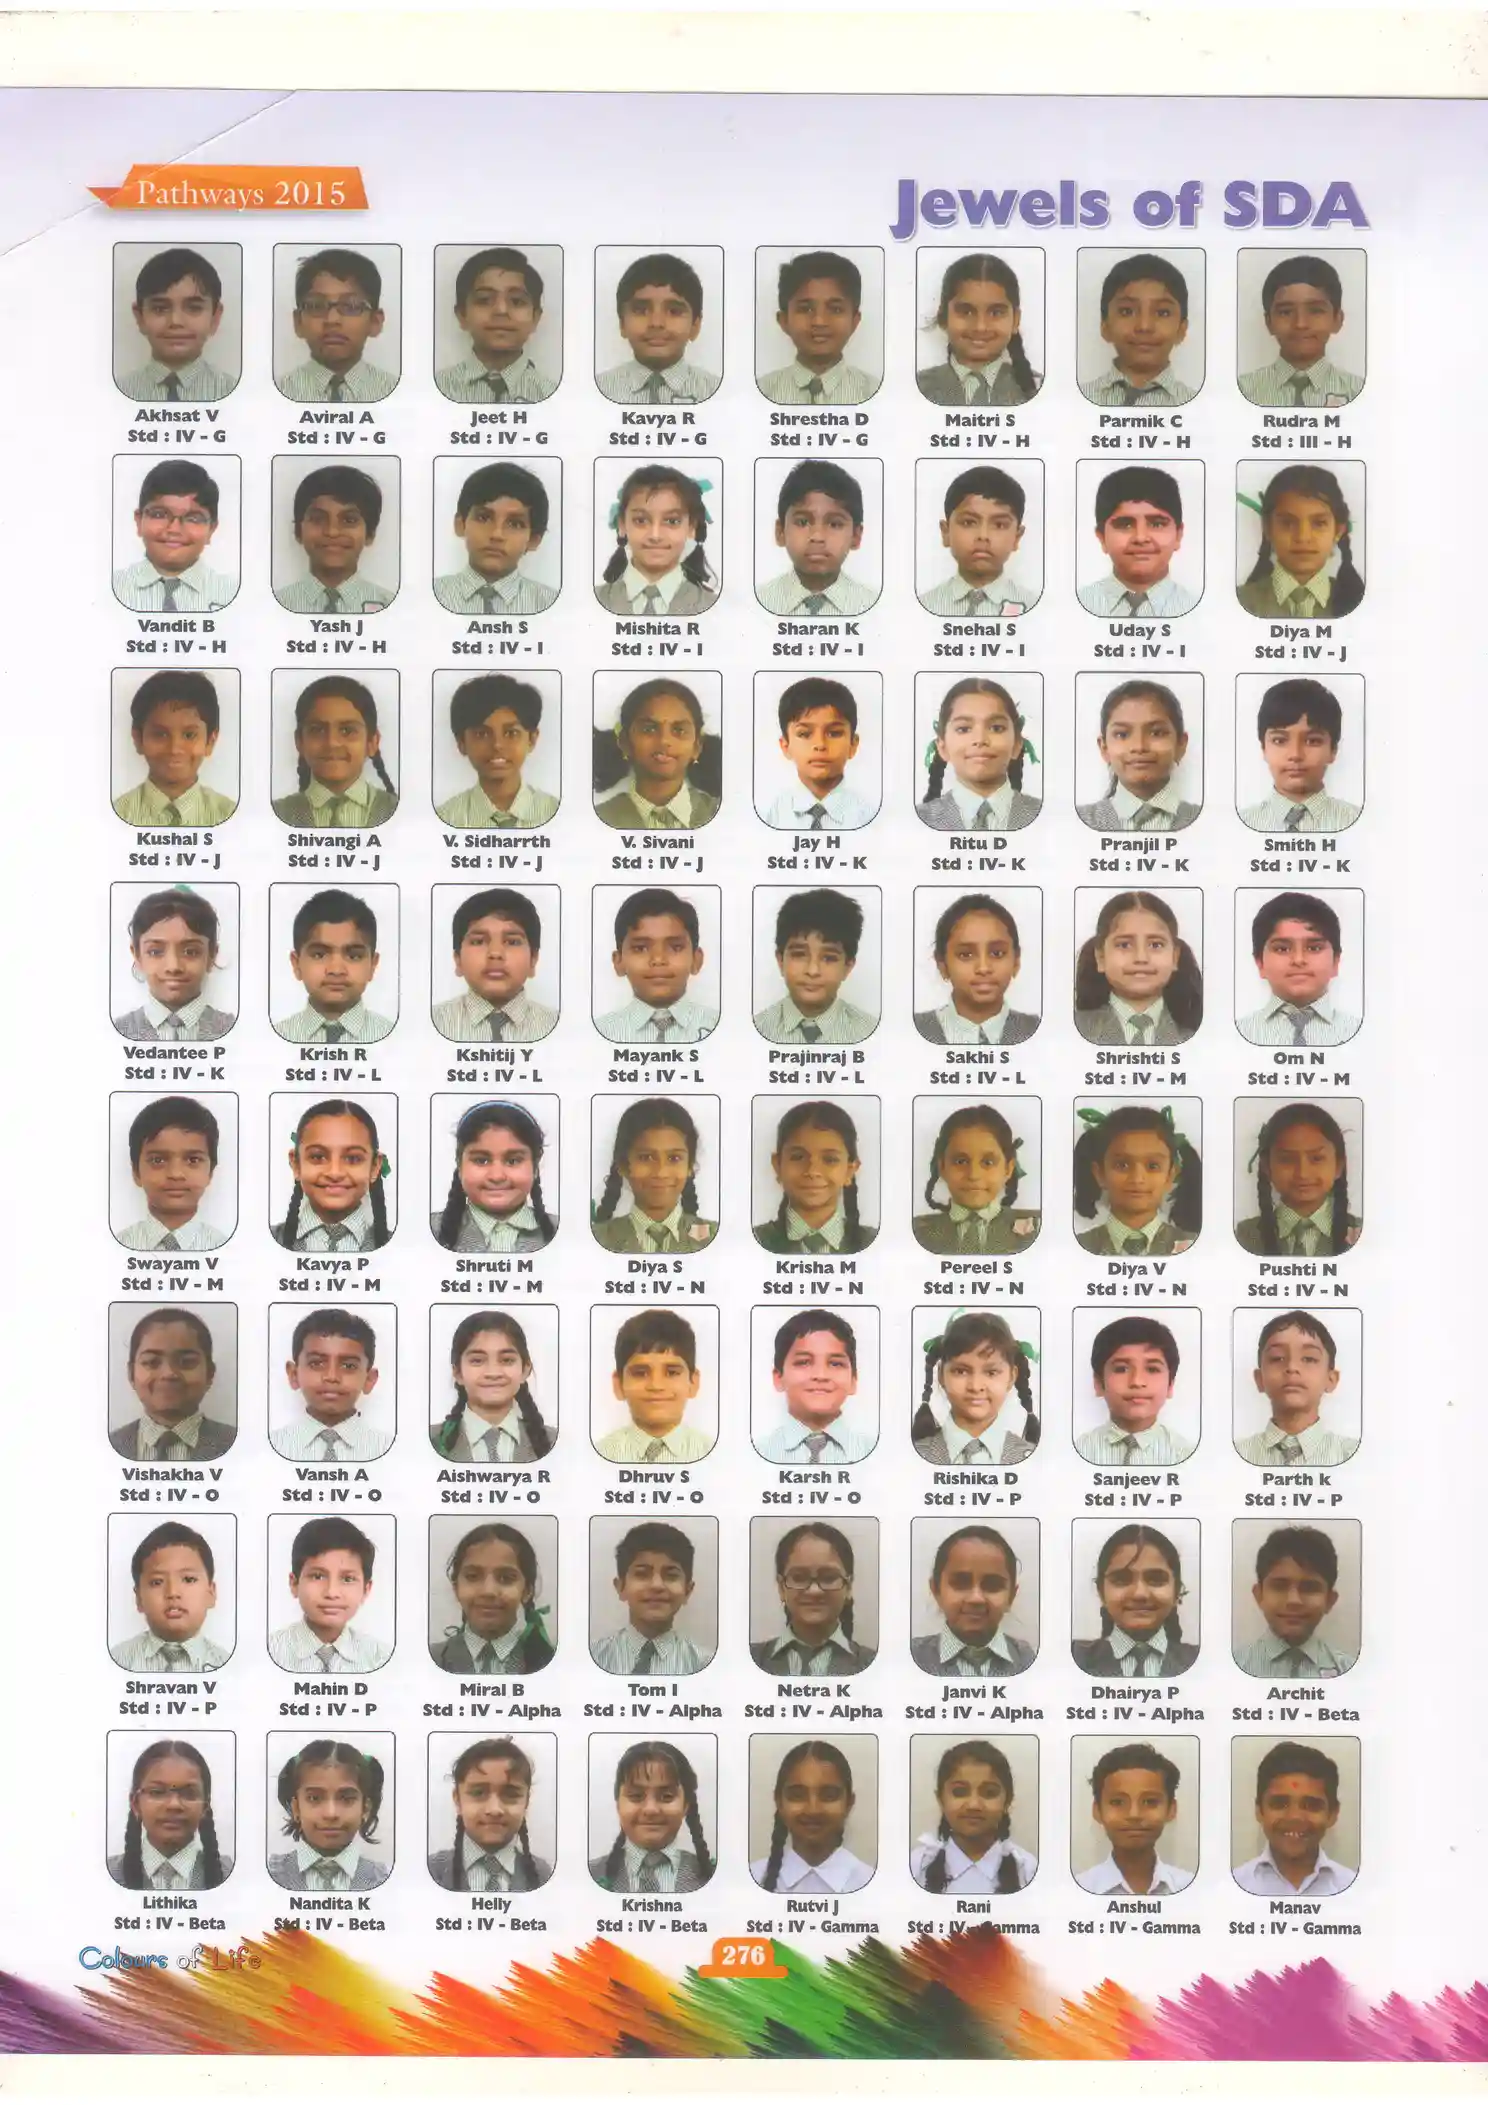 Pathways 2015
Jewels of SDA
Akhsat V
Std : IV - G
Aviral A
Std : IV - G
Jeet H
Std : IV - G
Kavya R
Std : IV - G
Shrestha D
Std : IV - G
Maitri S
Std : IV - H
Parmik C
Std : IV - H
Rudra M
Std : III - H
Vandit B
Std : IV - H
Yash J
Std : IV - H
Ansh S
Std : IV - I
Mishita R
Std : IV - I
Sharan K
Std : IV - I
Snehal S
Std : IV - I
Uday S
Std : IV - I
Diya M
Std : IV - J
Kushal S
Std : IV - J
Shivangi A
Std : IV - J
V. Sidharrth
Std : IV - J
V. Sivani
Std : IV - J
Jay H
Std : IV - K
Ritu D
Std : IV- K
Pranjil P
Std : IV - K
Smith H
Std : IV - K
Vedantee P
Std : IV - K
Krish R
Std : IV - L
Kshitij Y
Std : IV - L
Mayank S
Std : IV - L
Prajinraj B
Std : IV - L
Sakhi S
Std : IV - L
Shrishti S
Std : IV - M
Om N
Std : IV - M
Swayam V
Std : IV - M
Kavya P
Std : IV - M
Shruti M
Std : IV - M
Diya S
Std : IV - N
Krisha M
Std : IV - N
Pereel S
Std : IV - N
Diya V
Std : IV - N
Pushti N
Std : IV - N
Vishakha V
Std : IV - O
Vansh A
Std : IV - O
Aishwarya R
Std : IV - O
Dhruv S
Std : IV - O
Karsh R
Std : IV - O
Rishika D
Std : IV - P
Sanjeev R
Std : IV - P
Parth k
Std : IV - P
Shravan V
Std : IV - P
Mahin D
Std : IV - P
Miral B
Std : IV - Alpha
Tom I
Std : IV - Alpha
Netra K
Std : IV - Alpha
Janvi K
Std : IV - Alpha
Dhairya P
Std : IV - Alpha
Archit
Std : IV - Beta
Lithika
Std : IV - Beta
Nandita K
Std : IV - Beta
Helly
Std : IV - Beta
Krishna
Std : IV - Beta
Rutvi J
Std : IV - Gamma
Rani
Std : IV - Gamma
Anshul
Std : IV - Gamma
Manav
Std : IV - Gamma
Colours of Life
276